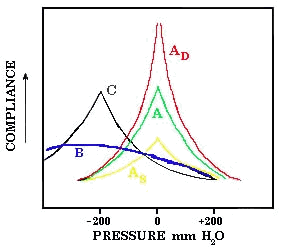 COMPLIANCE
A_D
C
A
B
A_S
-200 0 +200
PRESSURE mm H₂O